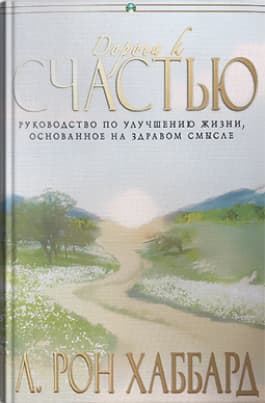 Дорога к
СЧАСТЬЮ
РУКОВОДСТВО ПО УЛУЧШЕНИЮ ЖИЗНИ,
ОСНОВАННОЕ НА ЗДРАВОМ СМЫСЛЕ
Л. РОН ХАББАРД